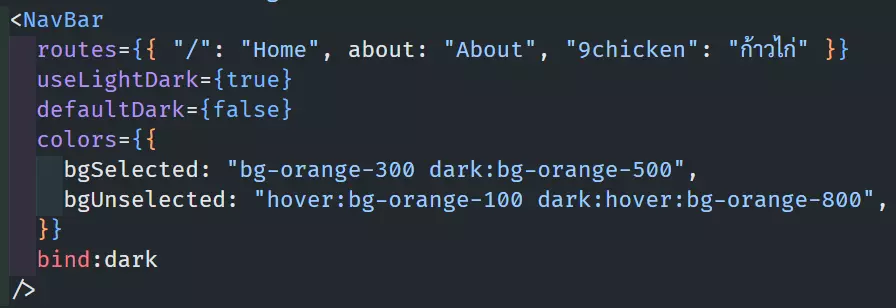 <NavBar
routes={{ "/": "Home", about: "About", "9chicken": "ก้าวไก่" }}
useLightDark={true}
defaultDark={false}
colors={{
bgSelected: "bg-orange-300 dark:bg-orange-500",
bgUnselected: "hover:bg-orange-100 dark:hover:bg-orange-800",
}}
bind:dark
/>